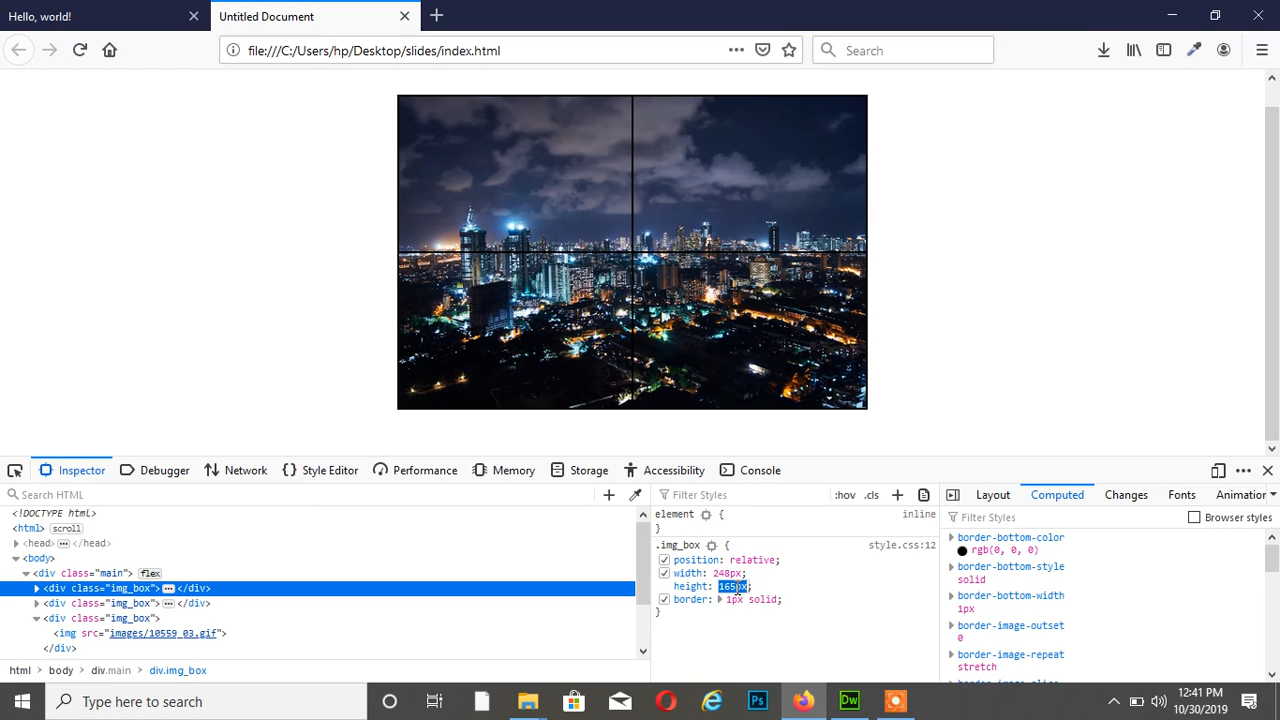 Hello, world!
Untitled Document
file:///C:/Users/hp/Desktop/slides/index.html
Search
Inspector
Debugger
Network
Style Editor
Performance
Memory
Storage
Accessibility
Console
Search HTML
Filter Styles
:hov
.cls
Layout
Computed
Changes
Fonts
Animation
<!DOCTYPE html>
<html> scroll
<head> ••• </head>
<body>
<div class="main"> flex
<div class="img_box"> ••• </div>
<div class="img_box"> ••• </div>
<div class="img_box">
<img src="images/10559_03.gif">
</div>
html
body
div.main
div.img_box
element {
inline
}
.img_box {
style.css:12
position: relative;
width: 248px;
height: 165px;
border: 1px solid;
}
Filter Styles
Browser styles
border-bottom-color
rgb(0, 0, 0)
border-bottom-style
solid
border-bottom-width
1px
border-image-outset
0
border-image-repeat
stretch
Type here to search
Ps
Dw
12:41 PM
10/30/2019